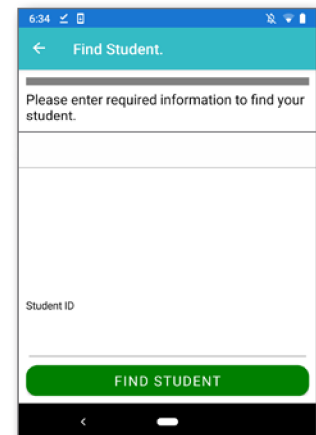 6:34
Find Student.
Please enter required information to find your
student.
Student ID
FIND STUDENT